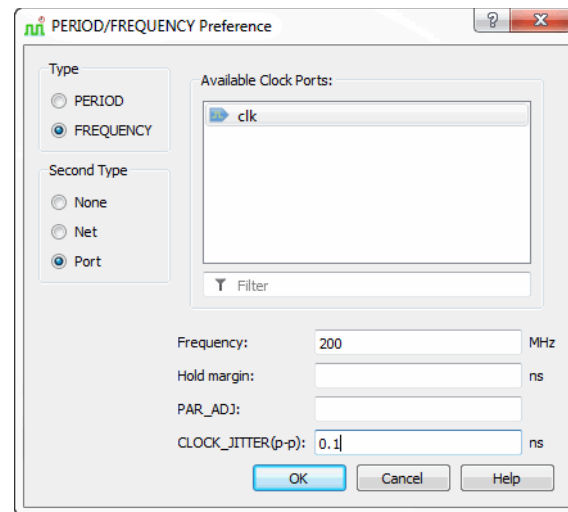 PERIOD/FREQUENCY Preference
?
Type
PERIOD
FREQUENCY
Second Type
None
Net
Port
Available Clock Ports:
clk
Filter
Frequency: 200 MHz
Hold margin: ns
PAR_ADJ:
CLOCK_JITTER(p-p): 0.1 ns
OK Cancel Help